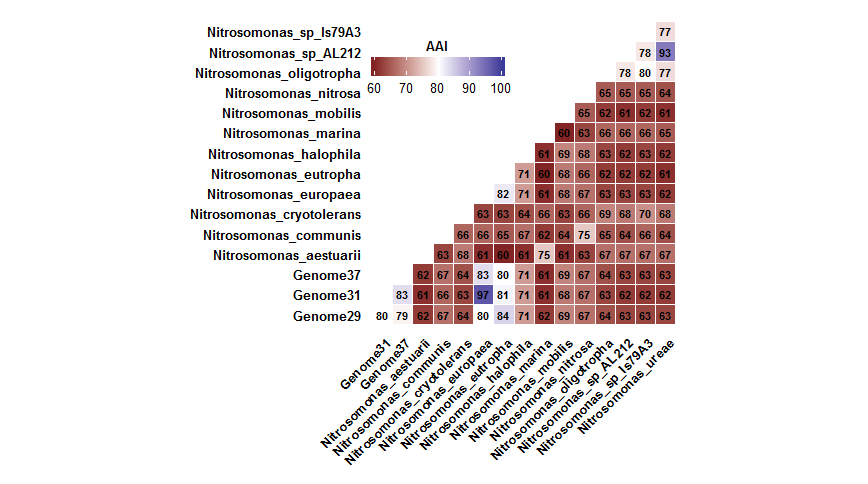 AAI
60 70 80 90 100
Nitrosomonas_sp_Is79A3 77
Nitrosomonas_sp_AL212 78 93
Nitrosomonas_oligotropha 78 80 77
Nitrosomonas_nitrosa 65 65 65 64
Nitrosomonas_mobilis 65 62 61 62 61
Nitrosomonas_marina 60 63 66 66 66 65
Nitrosomonas_halophila 61 69 68 63 62 63 62
Nitrosomonas_eutropha 71 60 68 66 62 62 62 61
Nitrosomonas_europaea 82 71 61 68 67 63 63 63 62
Nitrosomonas_cryotolerans 63 63 64 66 63 66 69 68 70 68
Nitrosomonas_communis 66 66 65 67 62 64 75 65 64 66 64
Nitrosomonas_aestuarii 63 68 61 60 61 75 61 63 67 67 67 67
Genome37 62 67 64 83 80 71 61 69 67 64 63 63 63
Genome31 83 61 66 63 97 81 71 61 68 67 63 62 62 62
Genome29 80 79 62 67 64 80 84 71 62 69 67 64 63 63 63
Genome31
Genome37
Nitrosomonas_aestuarii
Nitrosomonas_communis
Nitrosomonas_cryotolerans
Nitrosomonas_europaea
Nitrosomonas_eutropha
Nitrosomonas_halophila
Nitrosomonas_marina
Nitrosomonas_mobilis
Nitrosomonas_nitrosa
Nitrosomonas_oligotropha
Nitrosomonas_sp_AL212
Nitrosomonas_sp_Is79A3
Nitrosomonas_ureae